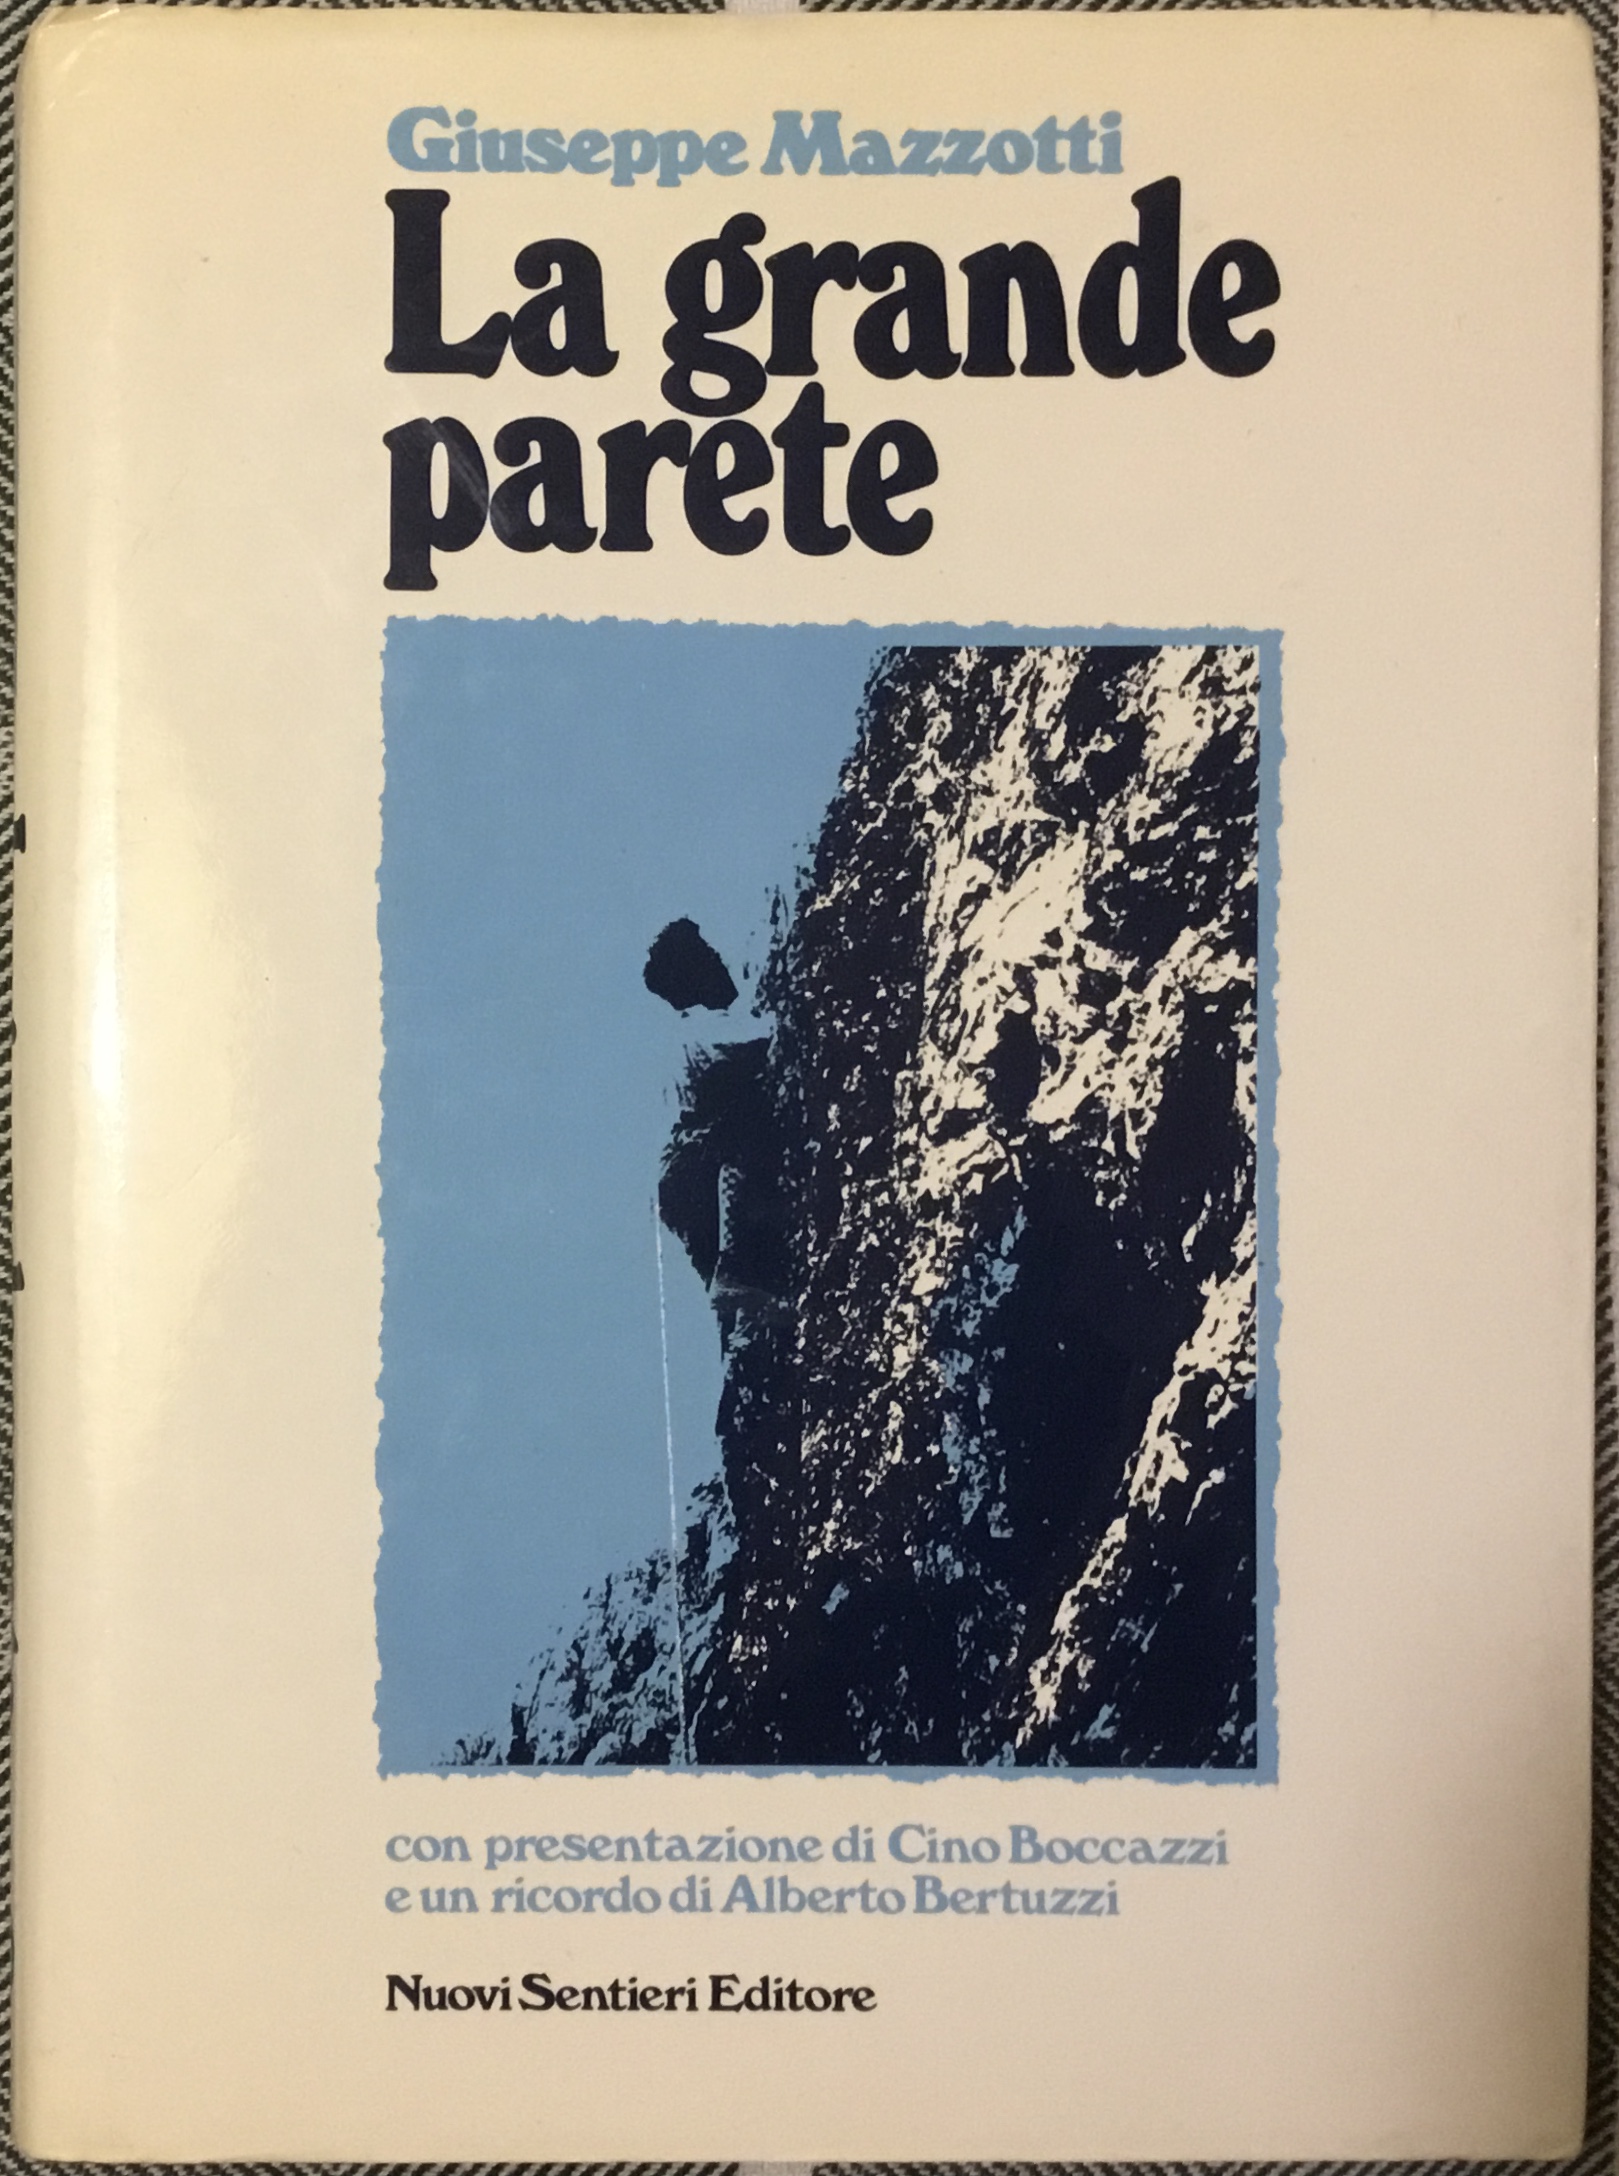 Giuseppe Mazzotti
La grande
parete
con presentazione di Cino Boccazzi
e un ricordo di Alberto Bertuzzi
Nuovi Sentieri Editore